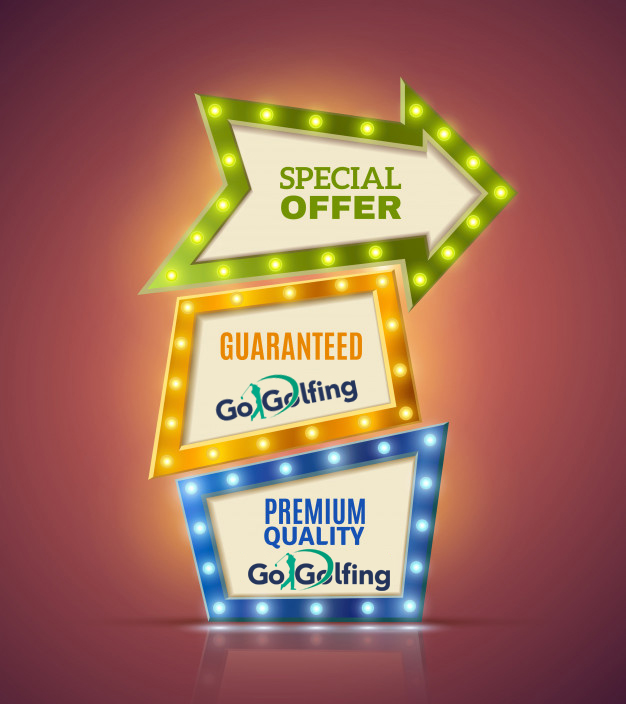 SPECIAL
OFFER
GUARANTEED
GoGolfing
PREMIUM
QUALITY
GoGolfing